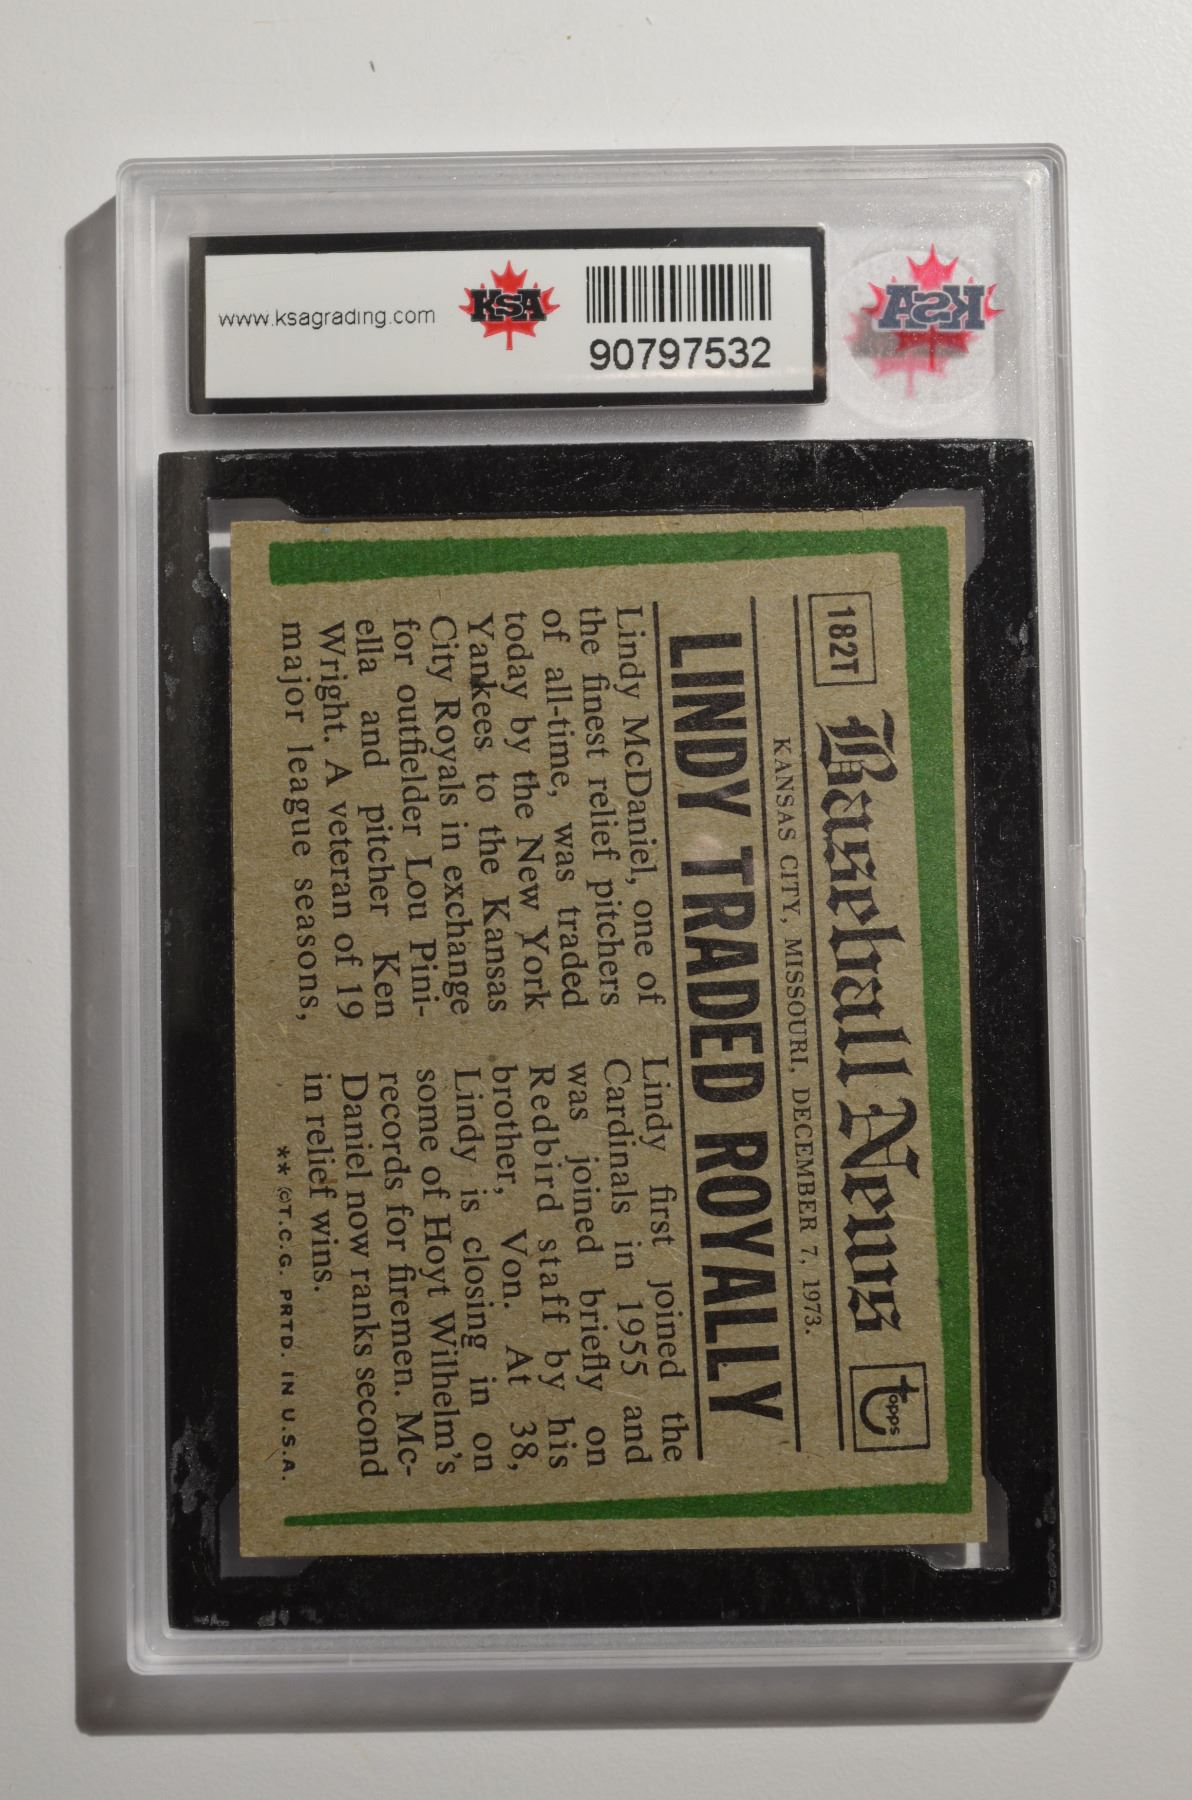 www.ksagrading.com
KSA
90797532
KSA
182T
Baseball News
topps
KANSAS CITY, MISSOURI, DECEMBER 7, 1973.
LINDY TRADED ROYALLY
Lindy McDaniel, one of
the finest relief pitchers
of all-time, was traded
today by the New York
Yankees to the Kansas
City Royals in exchange
for outfielder Lou Pini-
ella and pitcher Ken
Wright. A veteran of 19
major league seasons,
Lindy first joined the
Cardinals in 1955 and
was joined briefly on
Redbird staff by his
brother, Von. At 38,
Lindy is closing in on
some of Hoyt Wilhelm's
records for firemen. Mc-
Daniel now ranks second
in relief wins.
** ©T.C.G. PRTD. IN U.S.A.